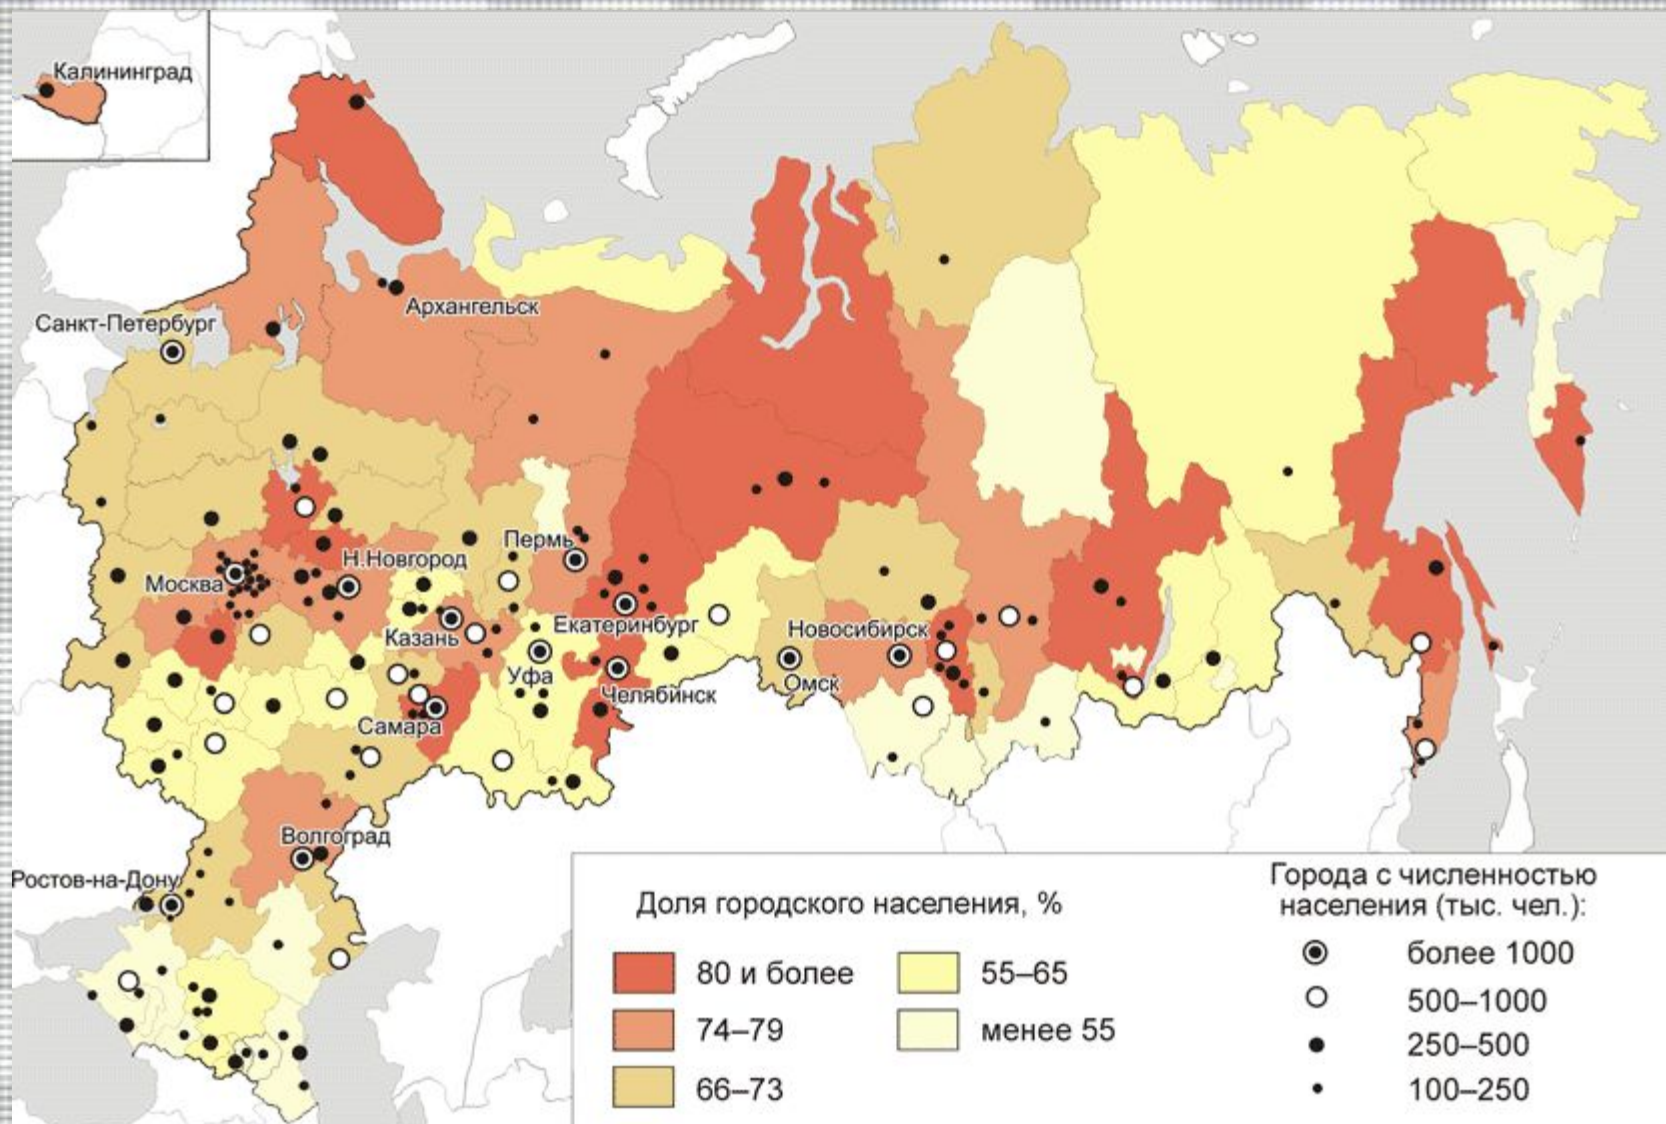 Калининград
Архангельск
Санкт-Петербург
Пермь
Н.Новгород
Москва
Казань
Екатеринбург
Новосибирск
Уфа
Омск
Челябинск
Самара
Волгоград
Ростов-на-Дону
Доля городского населения, %
80 и более
74–79
66–73
55–65
менее 55
Города с численностью
населения (тыс. чел.):
более 1000
500–1000
250–500
100–250